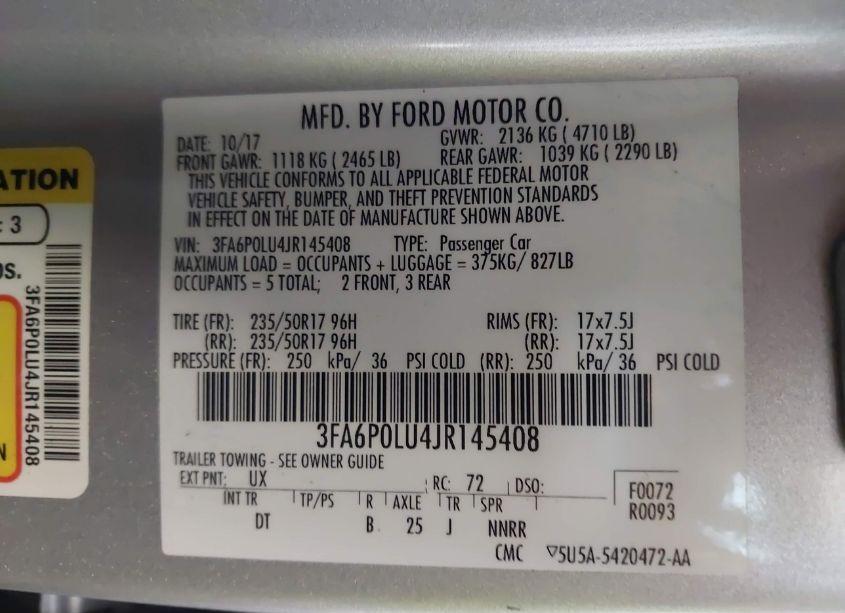 MFD. BY FORD MOTOR CO.
DATE: 10/17 GVWR: 2136 KG ( 4710 LB)
FRONT GAWR: 1118 KG ( 2465 LB) REAR GAWR: 1039 KG ( 2290 LB)
THIS VEHICLE CONFORMS TO ALL APPLICABLE FEDERAL MOTOR
VEHICLE SAFETY, BUMPER, AND THEFT PREVENTION STANDARDS
IN EFFECT ON THE DATE OF MANUFACTURE SHOWN ABOVE.
VIN: 3FA6P0LU4JR145408 TYPE: Passenger Car
MAXIMUM LOAD = OCCUPANTS + LUGGAGE = 375KG/ 827LB
OCCUPANTS = 5 TOTAL; 2 FRONT, 3 REAR
TIRE (FR): 235/50R17 96H RIMS (FR): 17x7.5J
(RR): 235/50R17 96H (RR): 17x7.5J
PRESSURE (FR): 250 kPa/ 36 PSI COLD (RR): 250 kPa/ 36 PSI COLD
3FA6P0LU4JR145408
TRAILER TOWING - SEE OWNER GUIDE
EXT PNT: UX RC: 72 DSO: F0072
INT TR TP/PS R AXLE TR SPR R0093
DT B 25 J NNRR
CMC ▽5U5A-5420472-AA
ATION
: 3
OS.
3FA6P0LU4JR145408
N